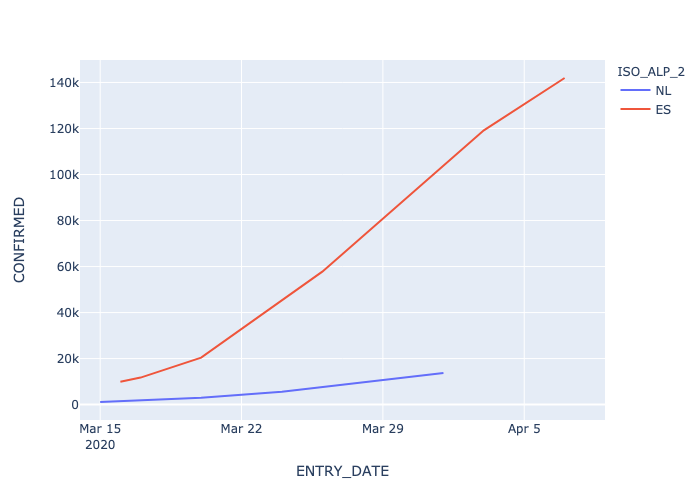 ISO_ALP_2
NL
ES
CONFIRMED
140k
120k
100k
80k
60k
40k
20k
0
Mar 15
2020
Mar 22
Mar 29
Apr 5
ENTRY_DATE